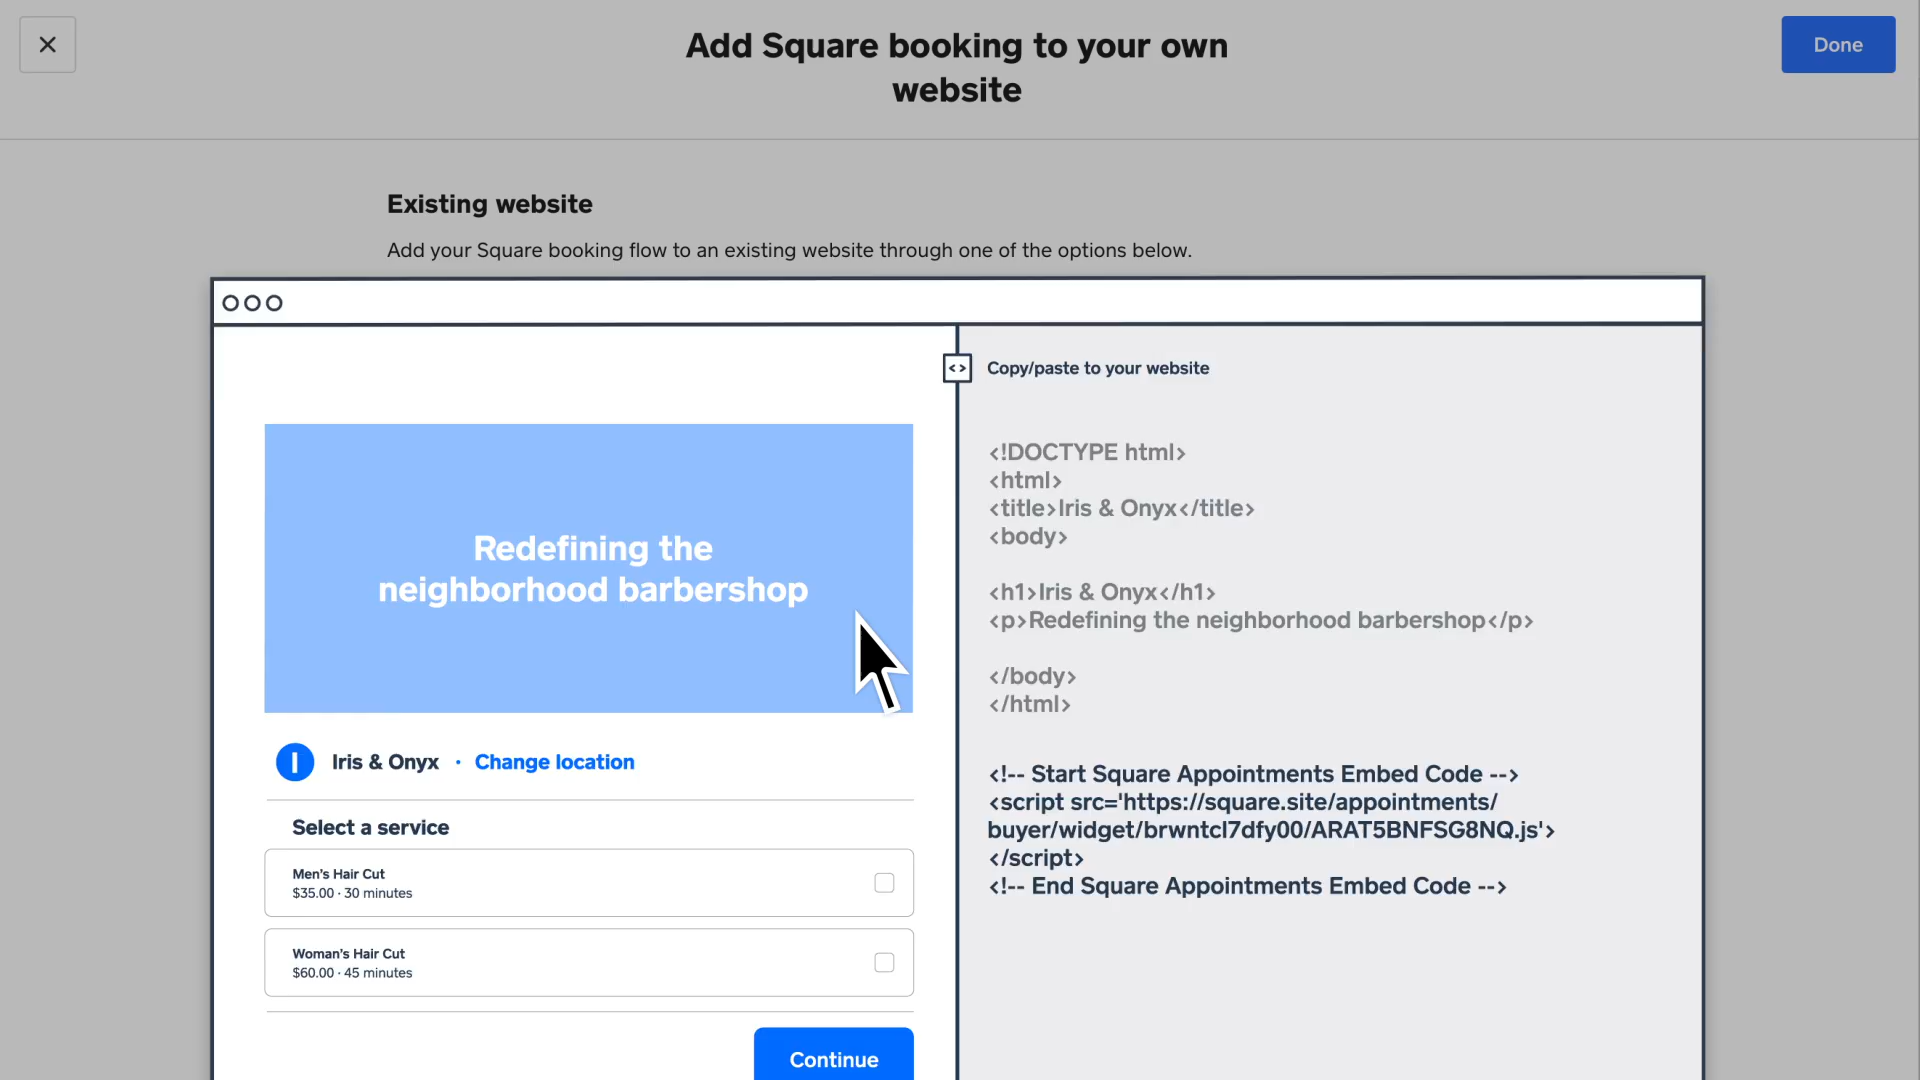 Add Square booking to your own
website
Done
Existing website
Add your Square booking flow to an existing website through one of the options below.
<> Copy/paste to your website
Redefining the
neighborhood barbershop
I Iris & Onyx · Change location
Select a service
Men's Hair Cut
$35.00 · 30 minutes
Woman's Hair Cut
$60.00 · 45 minutes
Continue
<!DOCTYPE html>
<html>
<title>Iris & Onyx</title>
<body>
<h1>Iris & Onyx</h1>
<p>Redefining the neighborhood barbershop</p>
</body>
</html>
<!-- Start Square Appointments Embed Code -->
<script src='https://square.site/appointments/
buyer/widget/brwntcl7dfy00/ARAT5BNFSG8NQ.js'>
</script>
<!-- End Square Appointments Embed Code -->